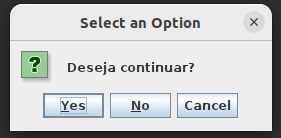 Select an Option
Deseja continuar?
Yes No Cancel